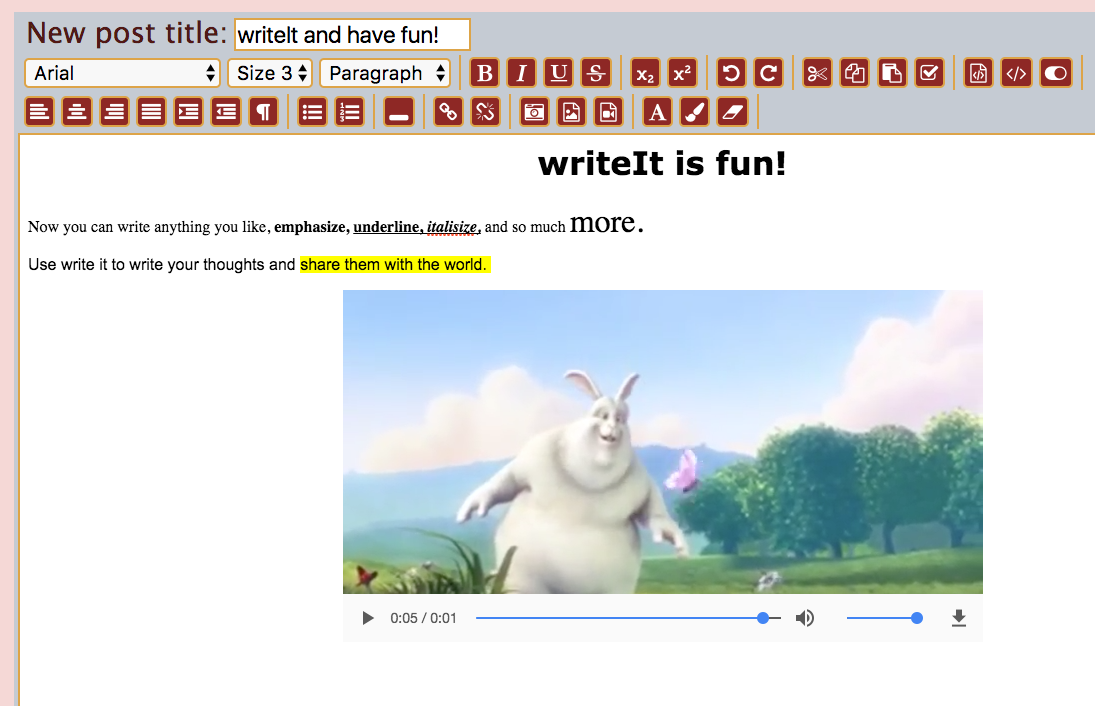 New post title: writeIt and have fun!
Arial Size 3 Paragraph B I U S x₂ x²
A
writeIt is fun!
Now you can write anything you like, emphasize, underline, italisize, and so much more.
Use write it to write your thoughts and share them with the world.
0:05 / 0:01